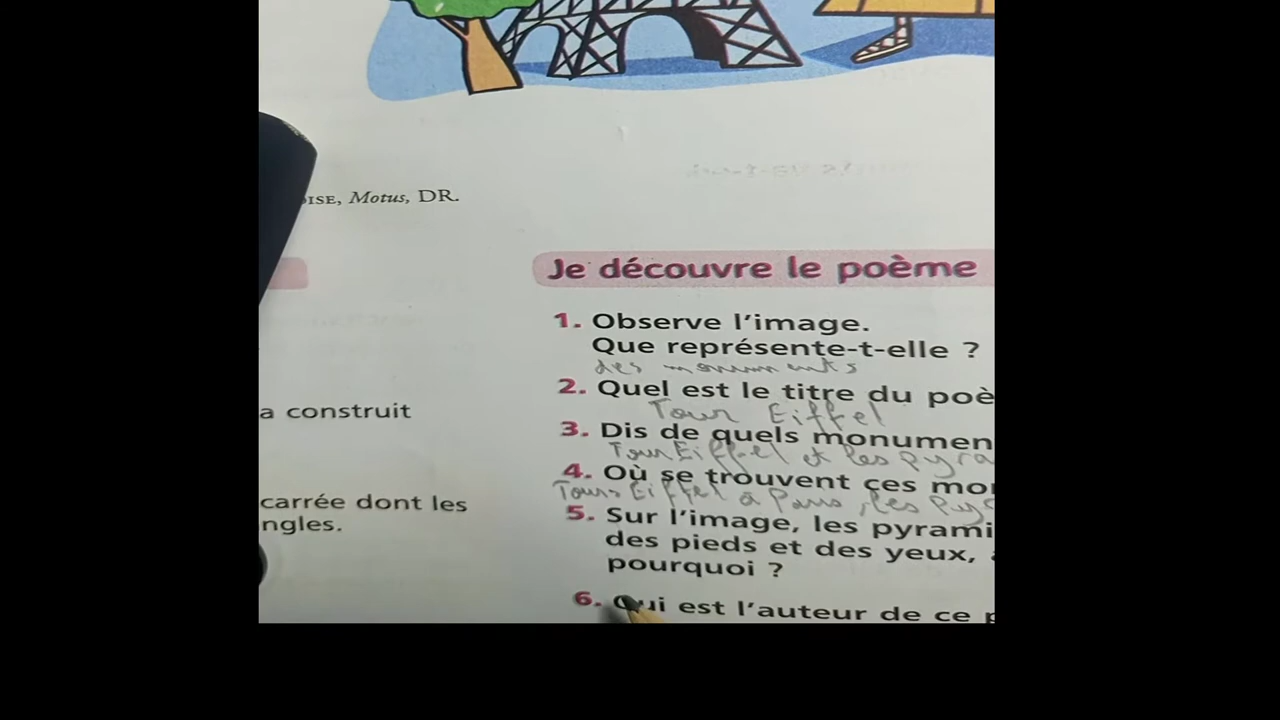 ISE, Motus, DR.
Je découvre le poème
1. Observe l'image.
Que représente-t-elle ?
des monuments
2. Quel est le titre du poè
Tour Eiffel
3. Dis de quels monumen
Tour Eiffel et les pyra
4. Où se trouvent ces mo
Tour Eiffel à Paris, les Py
5. Sur l'image, les pyrami
des pieds et des yeux,
pourquoi ?
6. Qui est l'auteur de ce p
a construit
carrée dont les
ngles.